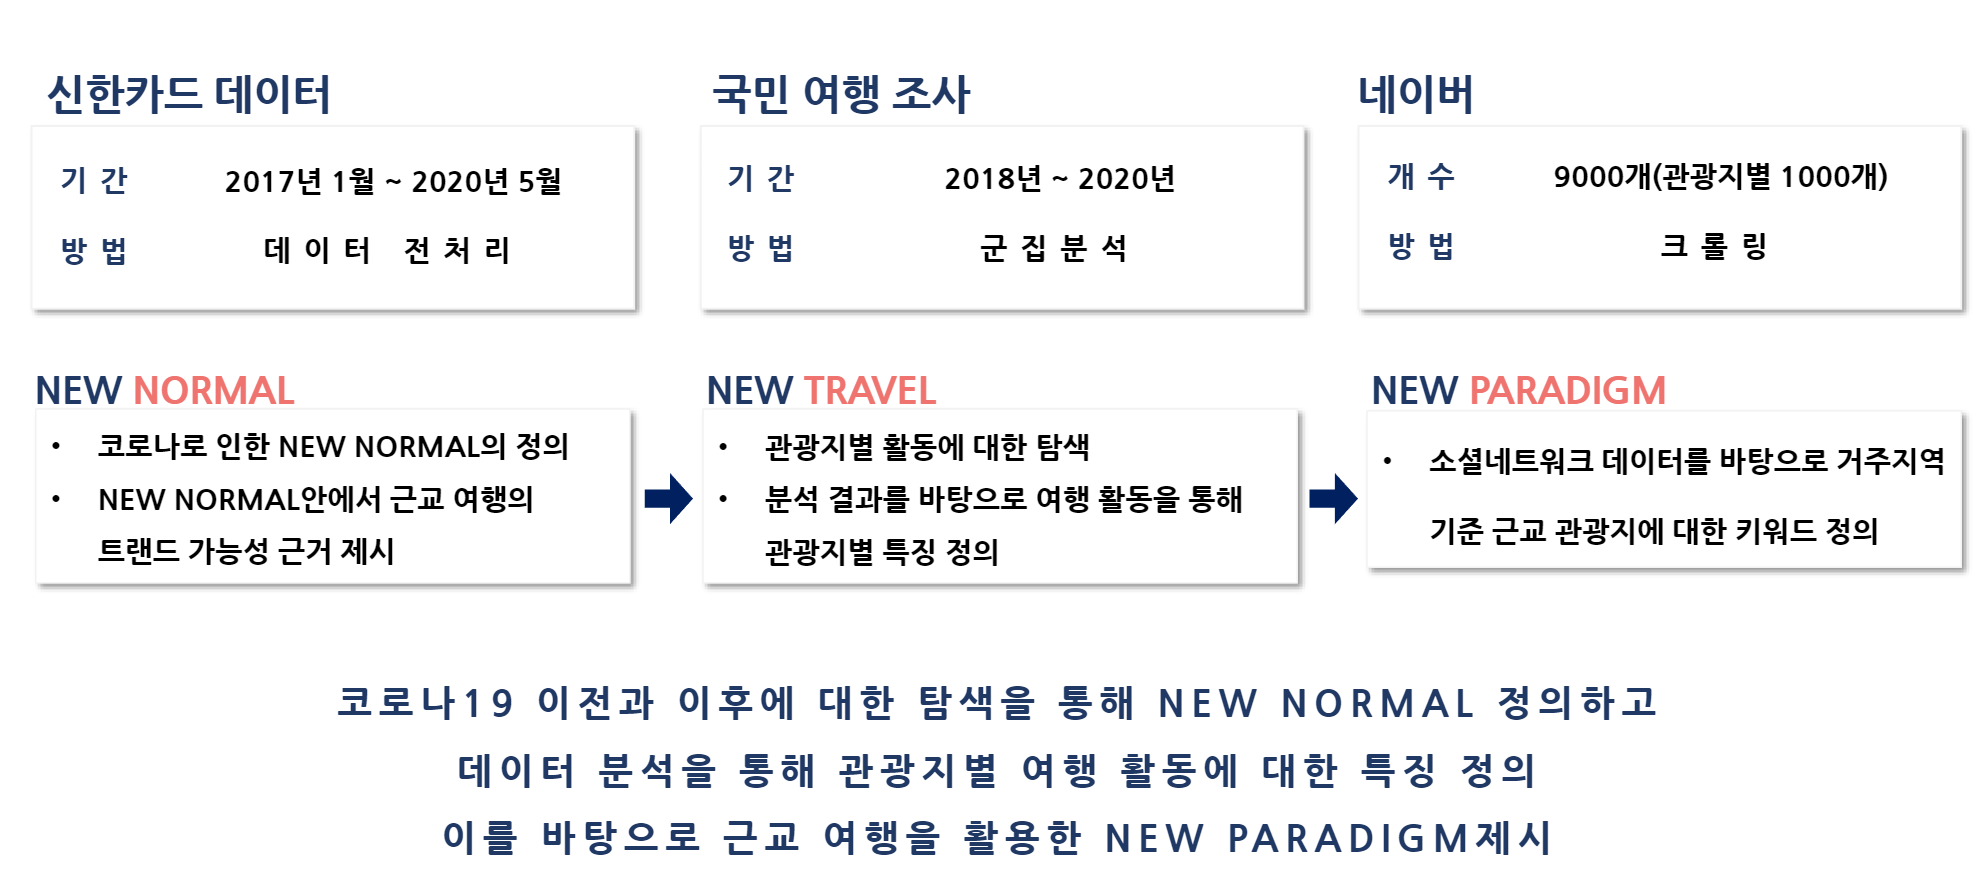 신한카드 데이터
기 간 2017년 1월 ~ 2020년 5월
방 법 데 이 터 전 처 리
국민 여행 조사
기 간 2018년 ~ 2020년
방 법 군 집 분 석
네이버
개 수 9000개(관광지별 1000개)
방 법 크 롤 링
NEW NORMAL
• 코로나로 인한 NEW NORMAL의 정의
• NEW NORMAL안에서 근교 여행의
트랜드 가능성 근거 제시
NEW TRAVEL
• 관광지별 활동에 대한 탐색
• 분석 결과를 바탕으로 여행 활동을 통해
관광지별 특징 정의
NEW PARADIGM
• 소셜네트워크 데이터를 바탕으로 거주지역
기준 근교 관광지에 대한 키워드 정의
코로나19 이전과 이후에 대한 탐색을 통해 NEW NORMAL 정의하고
데이터 분석을 통해 관광지별 여행 활동에 대한 특징 정의
이를 바탕으로 근교 여행을 활용한 NEW PARADIGM제시